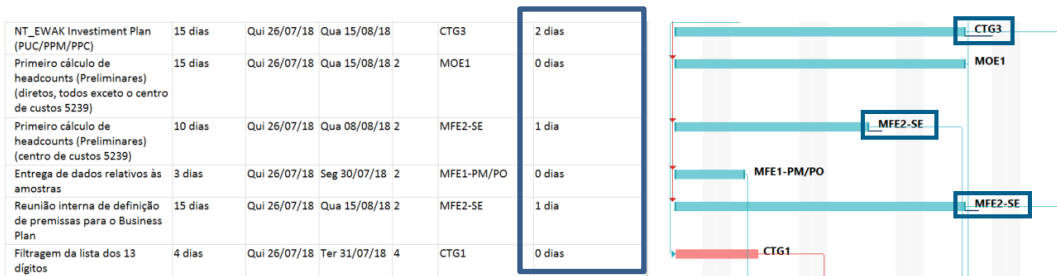 NT_EWAK Investiment Plan 15 dias Qui 26/07/18 Qua 15/08/18 CTG3 2 dias CTG3
(PUC/PPM/PPC)
Primeiro cálculo de 15 dias Qui 26/07/18 Qua 15/08/18 2 MOE1 0 dias MOE1
headcounts (Preliminares)
(diretos, todos exceto o centro
de custos 5239)
Primeiro cálculo de 10 dias Qui 26/07/18 Qua 08/08/18 2 MFE2-SE 1 dia MFE2-SE
headcounts (Preliminares)
(centro de custos 5239)
Entrega de dados relativos às 3 dias Qui 26/07/18 Seg 30/07/18 2 MFE1-PM/PO 0 dias MFE1-PM/PO
amostras
Reunião interna de definição 15 dias Qui 26/07/18 Qua 15/08/18 2 MFE2-SE 1 dia MFE2-SE
de premissas para o Business
Plan
Filtragem da lista dos 13 4 dias Qui 26/07/18 Ter 31/07/18 4 CTG1 0 dias CTG1
dígitos